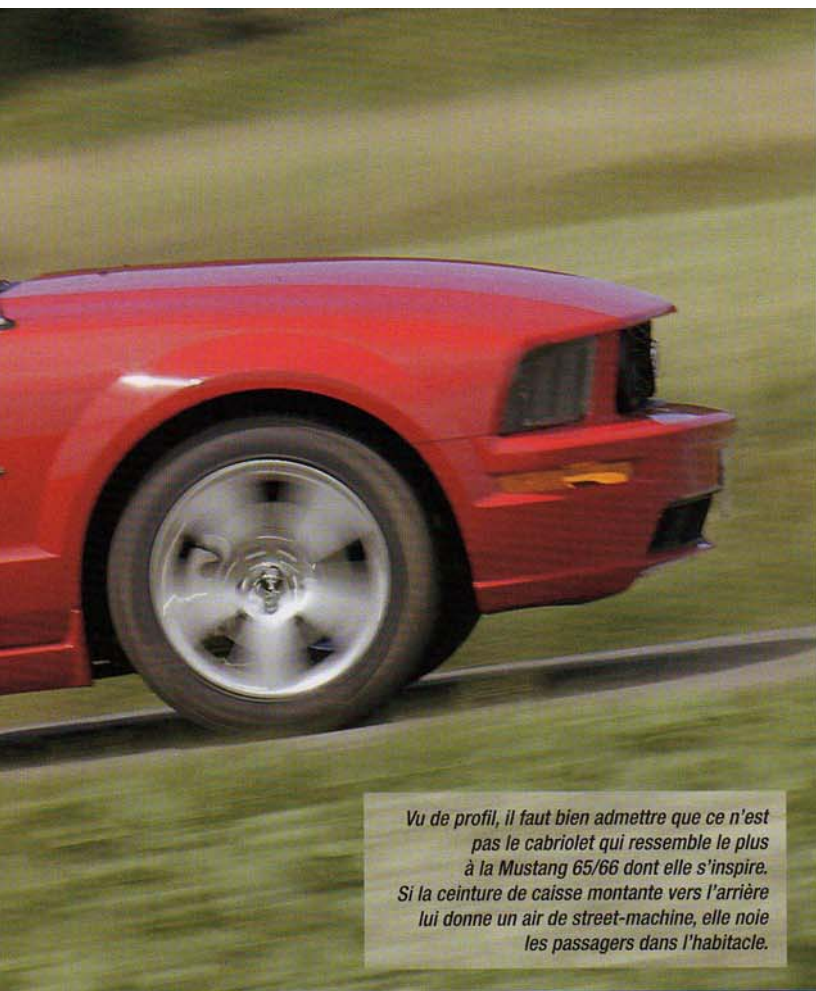 Vu de profil, il faut bien admettre que ce n'est
pas le cabriolet qui ressemble le plus
à la Mustang 65/66 dont elle s'inspire.
Si la ceinture de caisse montante vers l'arrière
lui donne un air de street-machine, elle noie
les passagers dans l'habitacle.